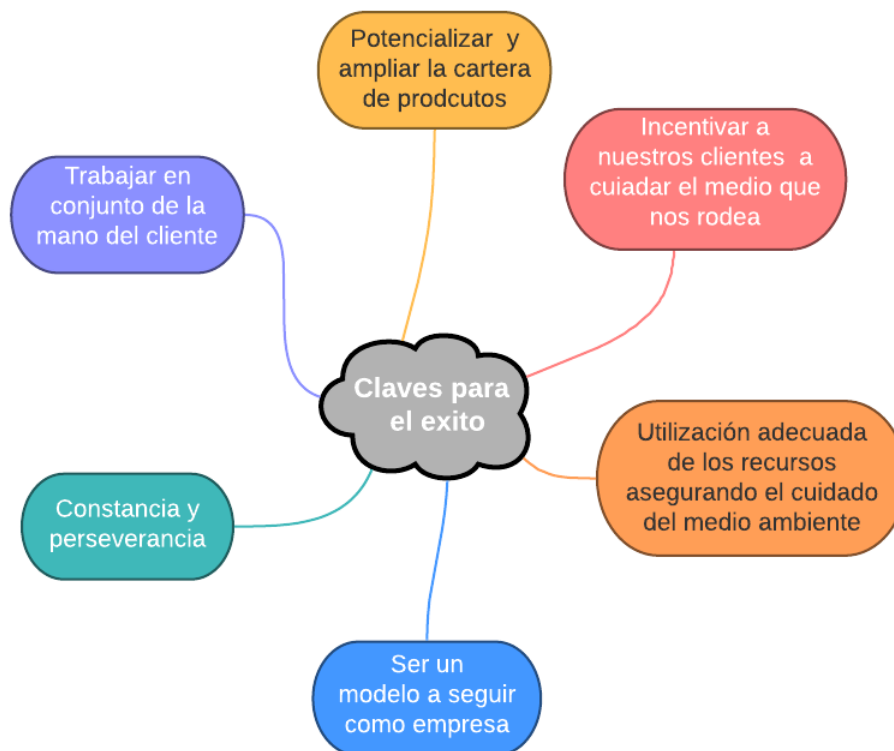 Potencializar y
ampliar la cartera
de prodcutos
Incentivar a
nuestros clientes a
cuiadar el medio que
nos rodea
Trabajar en
conjunto de la
mano del cliente
Claves para
el exito
Utilización adecuada
de los recursos
asegurando el cuidado
del medio ambiente
Constancia y
perseverancia
Ser un
modelo a seguir
como empresa